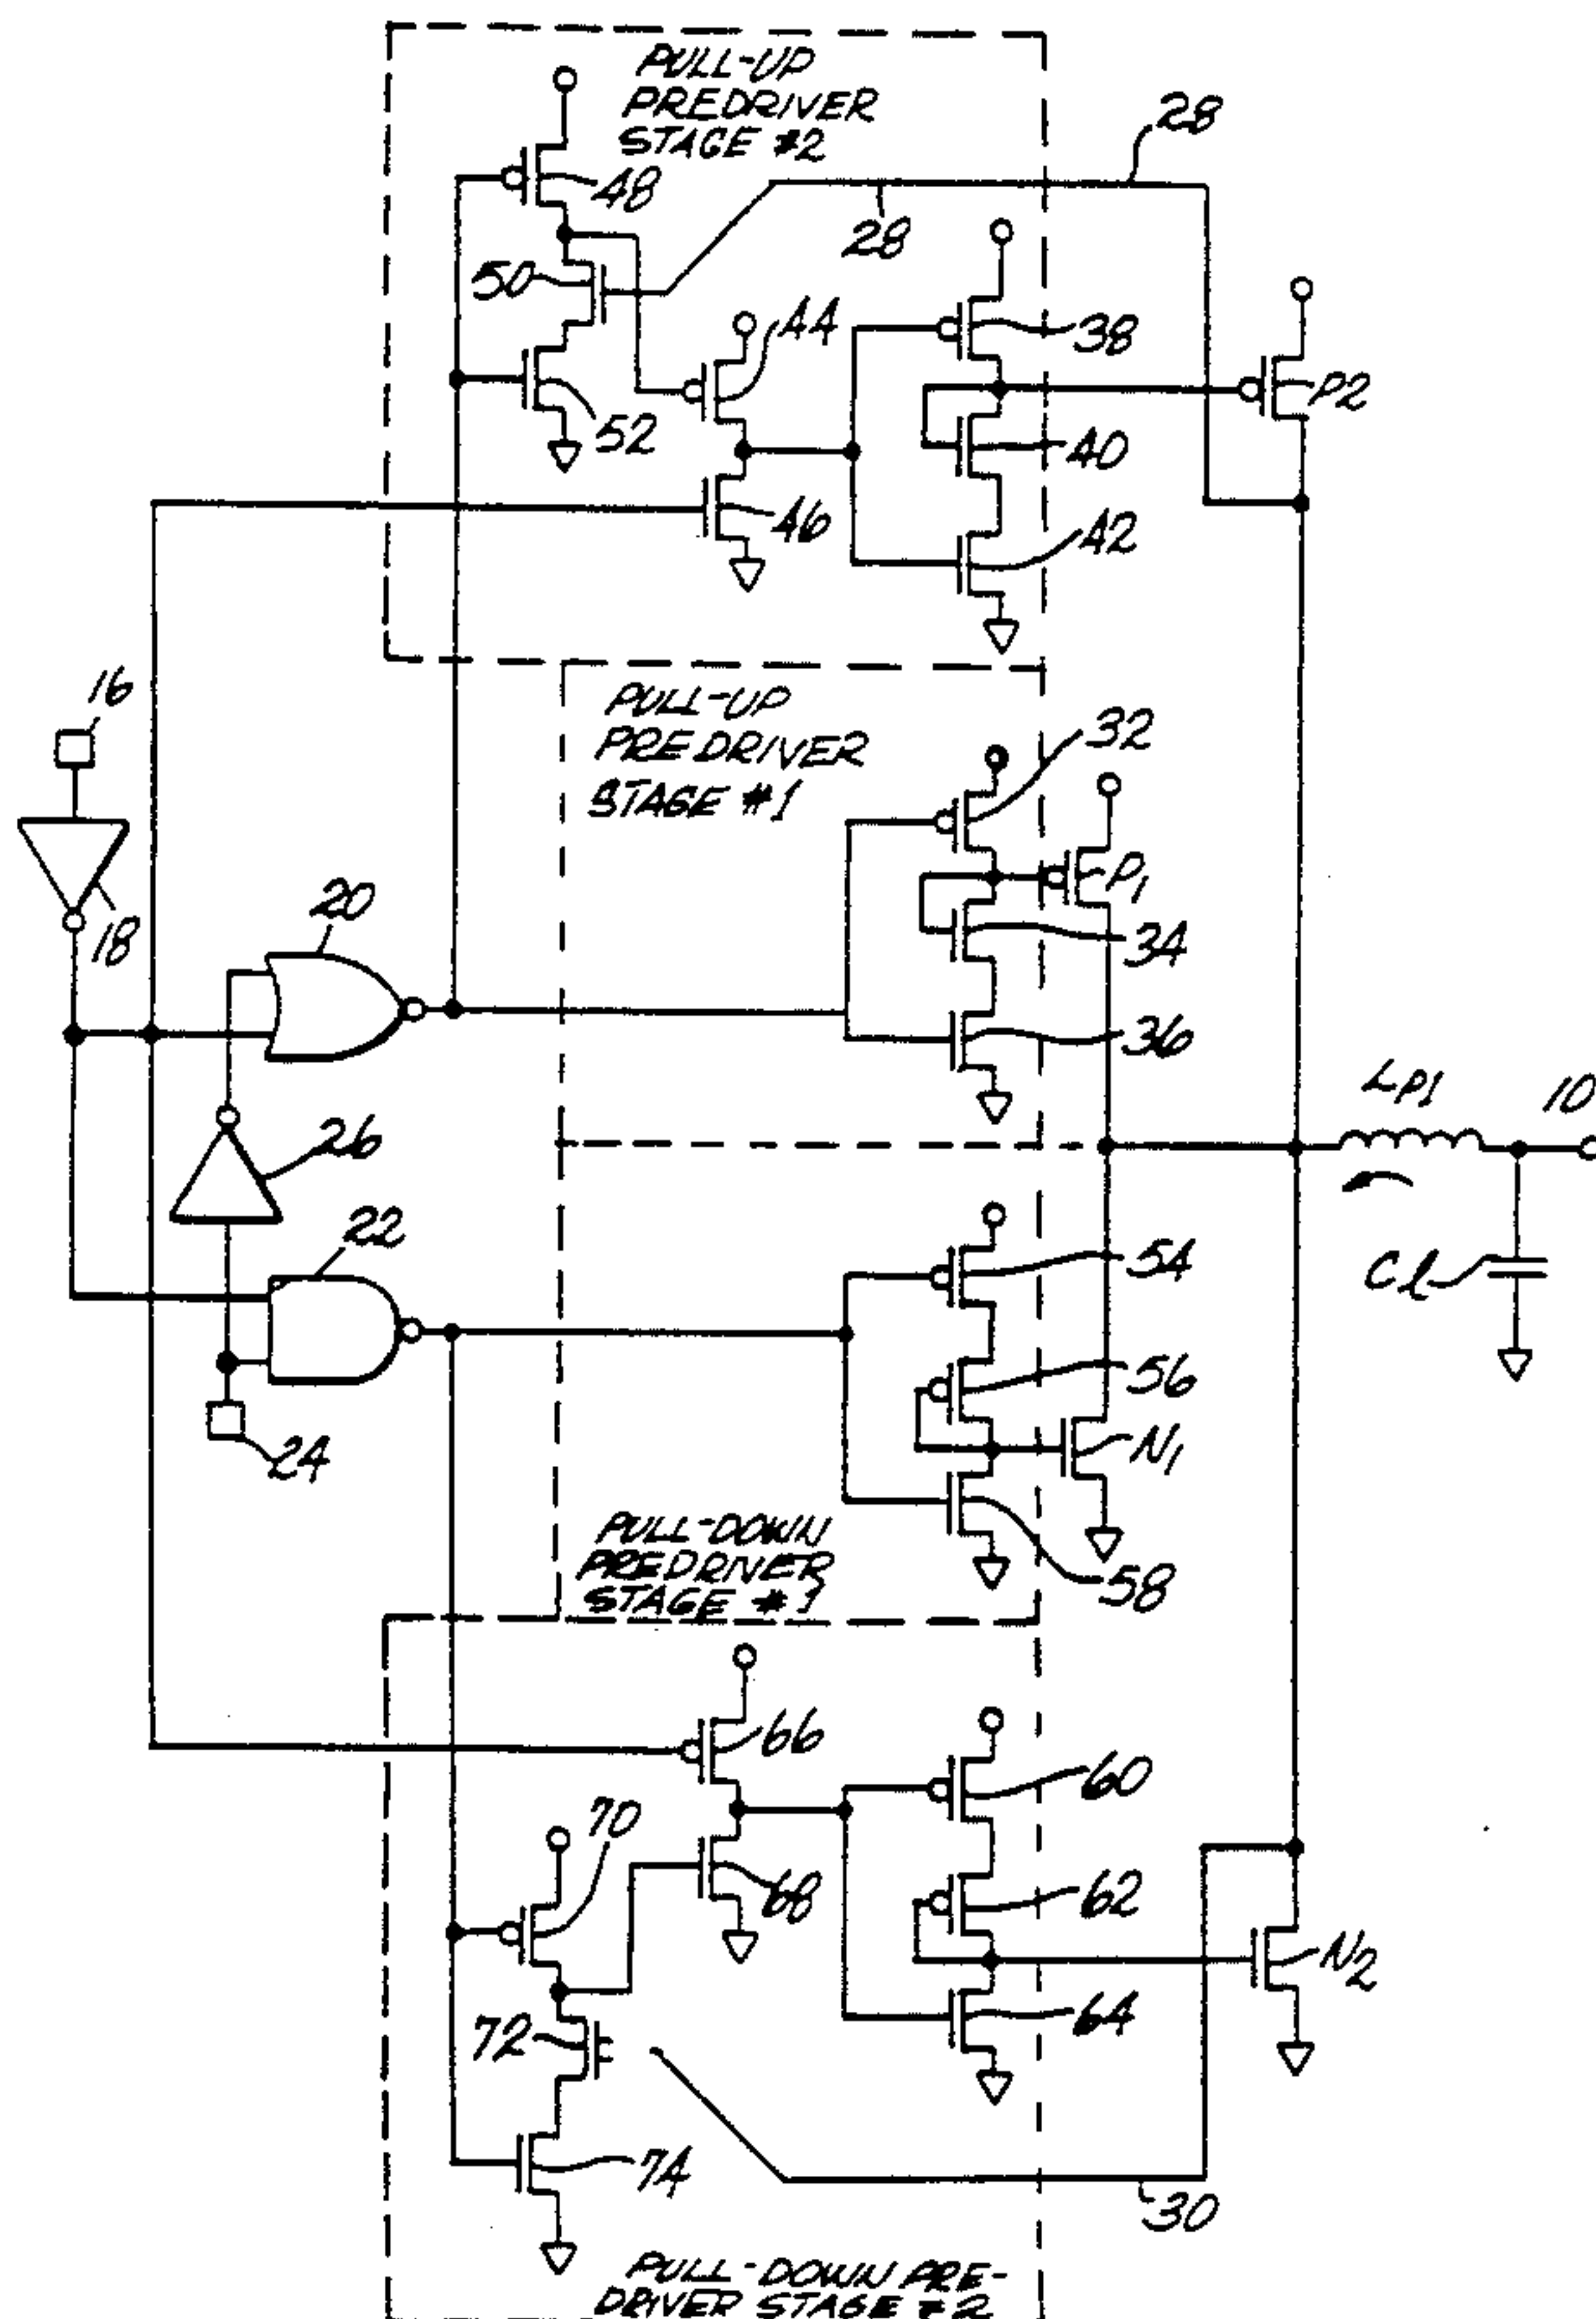 PULL-UP
PREDRIVER
STAGE #2
28
48
28
50
44
38
P2
52
40
46
42
16
PULL-UP
PREDRIVER
STAGE #1
32
P1
20
18
34
36
LP1
10
26
22
54
Cl
56
24
N1
PULL-DOWN
PREDRIVER
STAGE #1
58
66
60
70
68
62
N2
72
64
74
30
PULL-DOWN PRE-
DRIVER STAGE #2